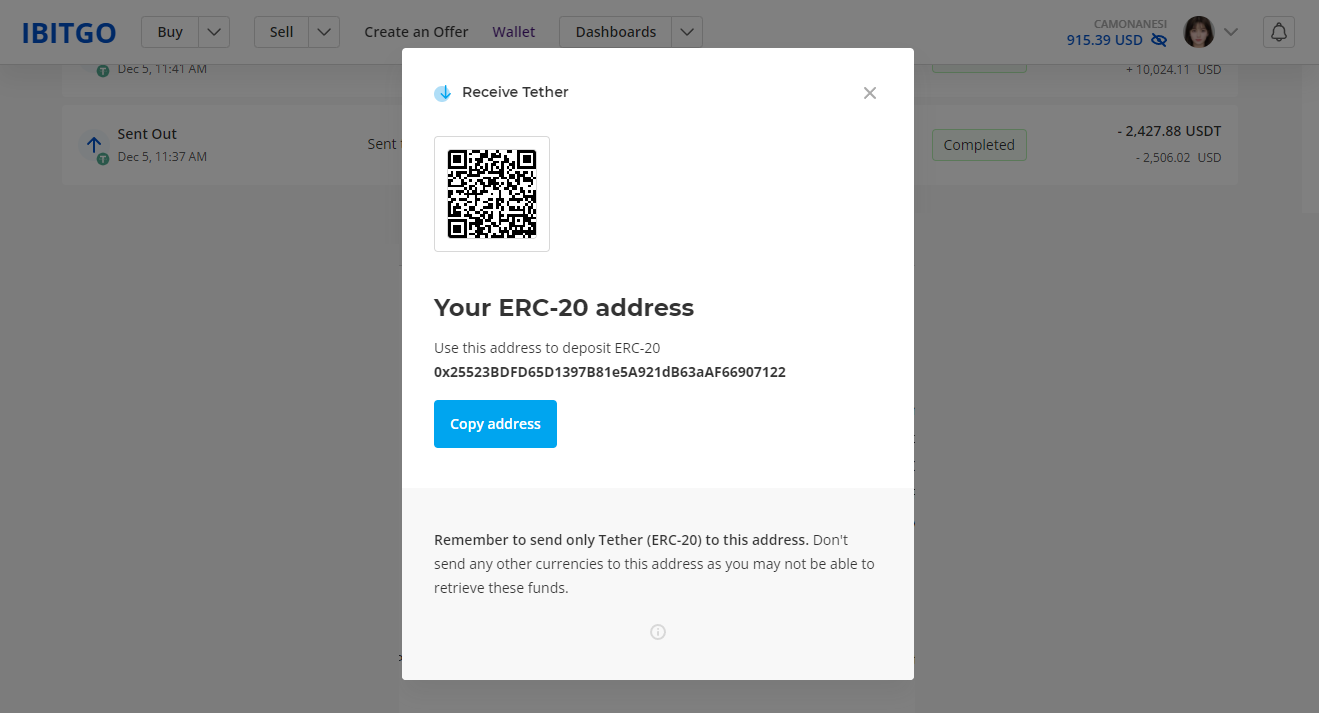 IBITGO
Buy
Sell
Create an Offer
Wallet
Dashboards
CAMONANESI
915.39 USD
Dec 5, 11:41 AM
+ 10,024.11 USD
Sent Out
Dec 5, 11:37 AM
Sent
Completed
- 2,427.88 USDT
- 2,506.02 USD
Receive Tether
Your ERC-20 address
Use this address to deposit ERC-20
0x25523BDFD65D1397B81e5A921dB63aAF66907122
Copy address
Remember to send only Tether (ERC-20) to this address. Don't
send any other currencies to this address as you may not be able to
retrieve these funds.